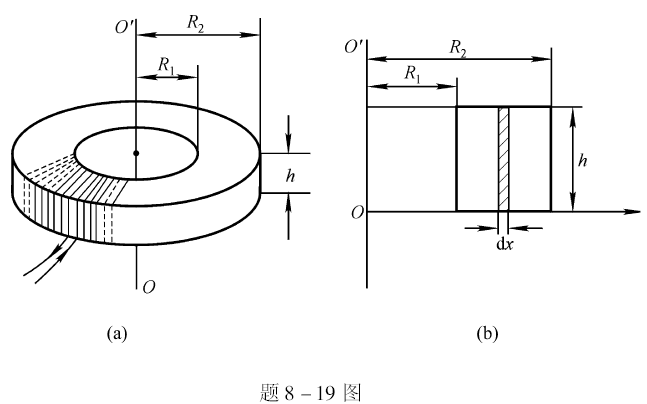 O′
R₂
R₁
h
O
(a)
O′
R₂
R₁
h
O
dx
(b)
题 8－19 图